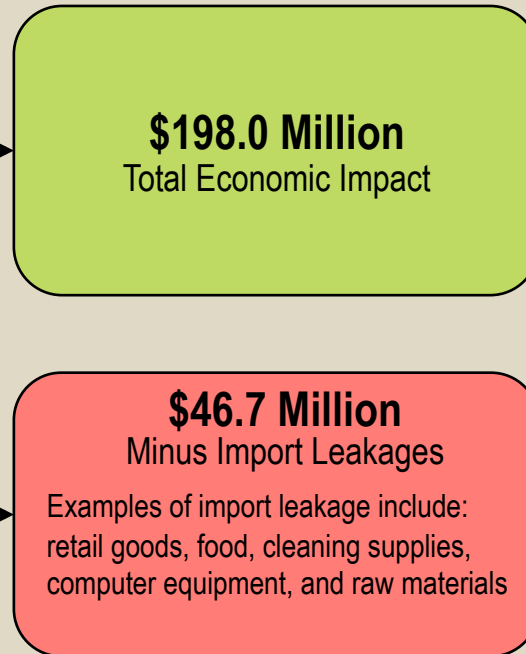 $198.0 Million
Total Economic Impact
$46.7 Million
Minus Import Leakages
Examples of import leakage include:
retail goods, food, cleaning supplies,
computer equipment, and raw materials